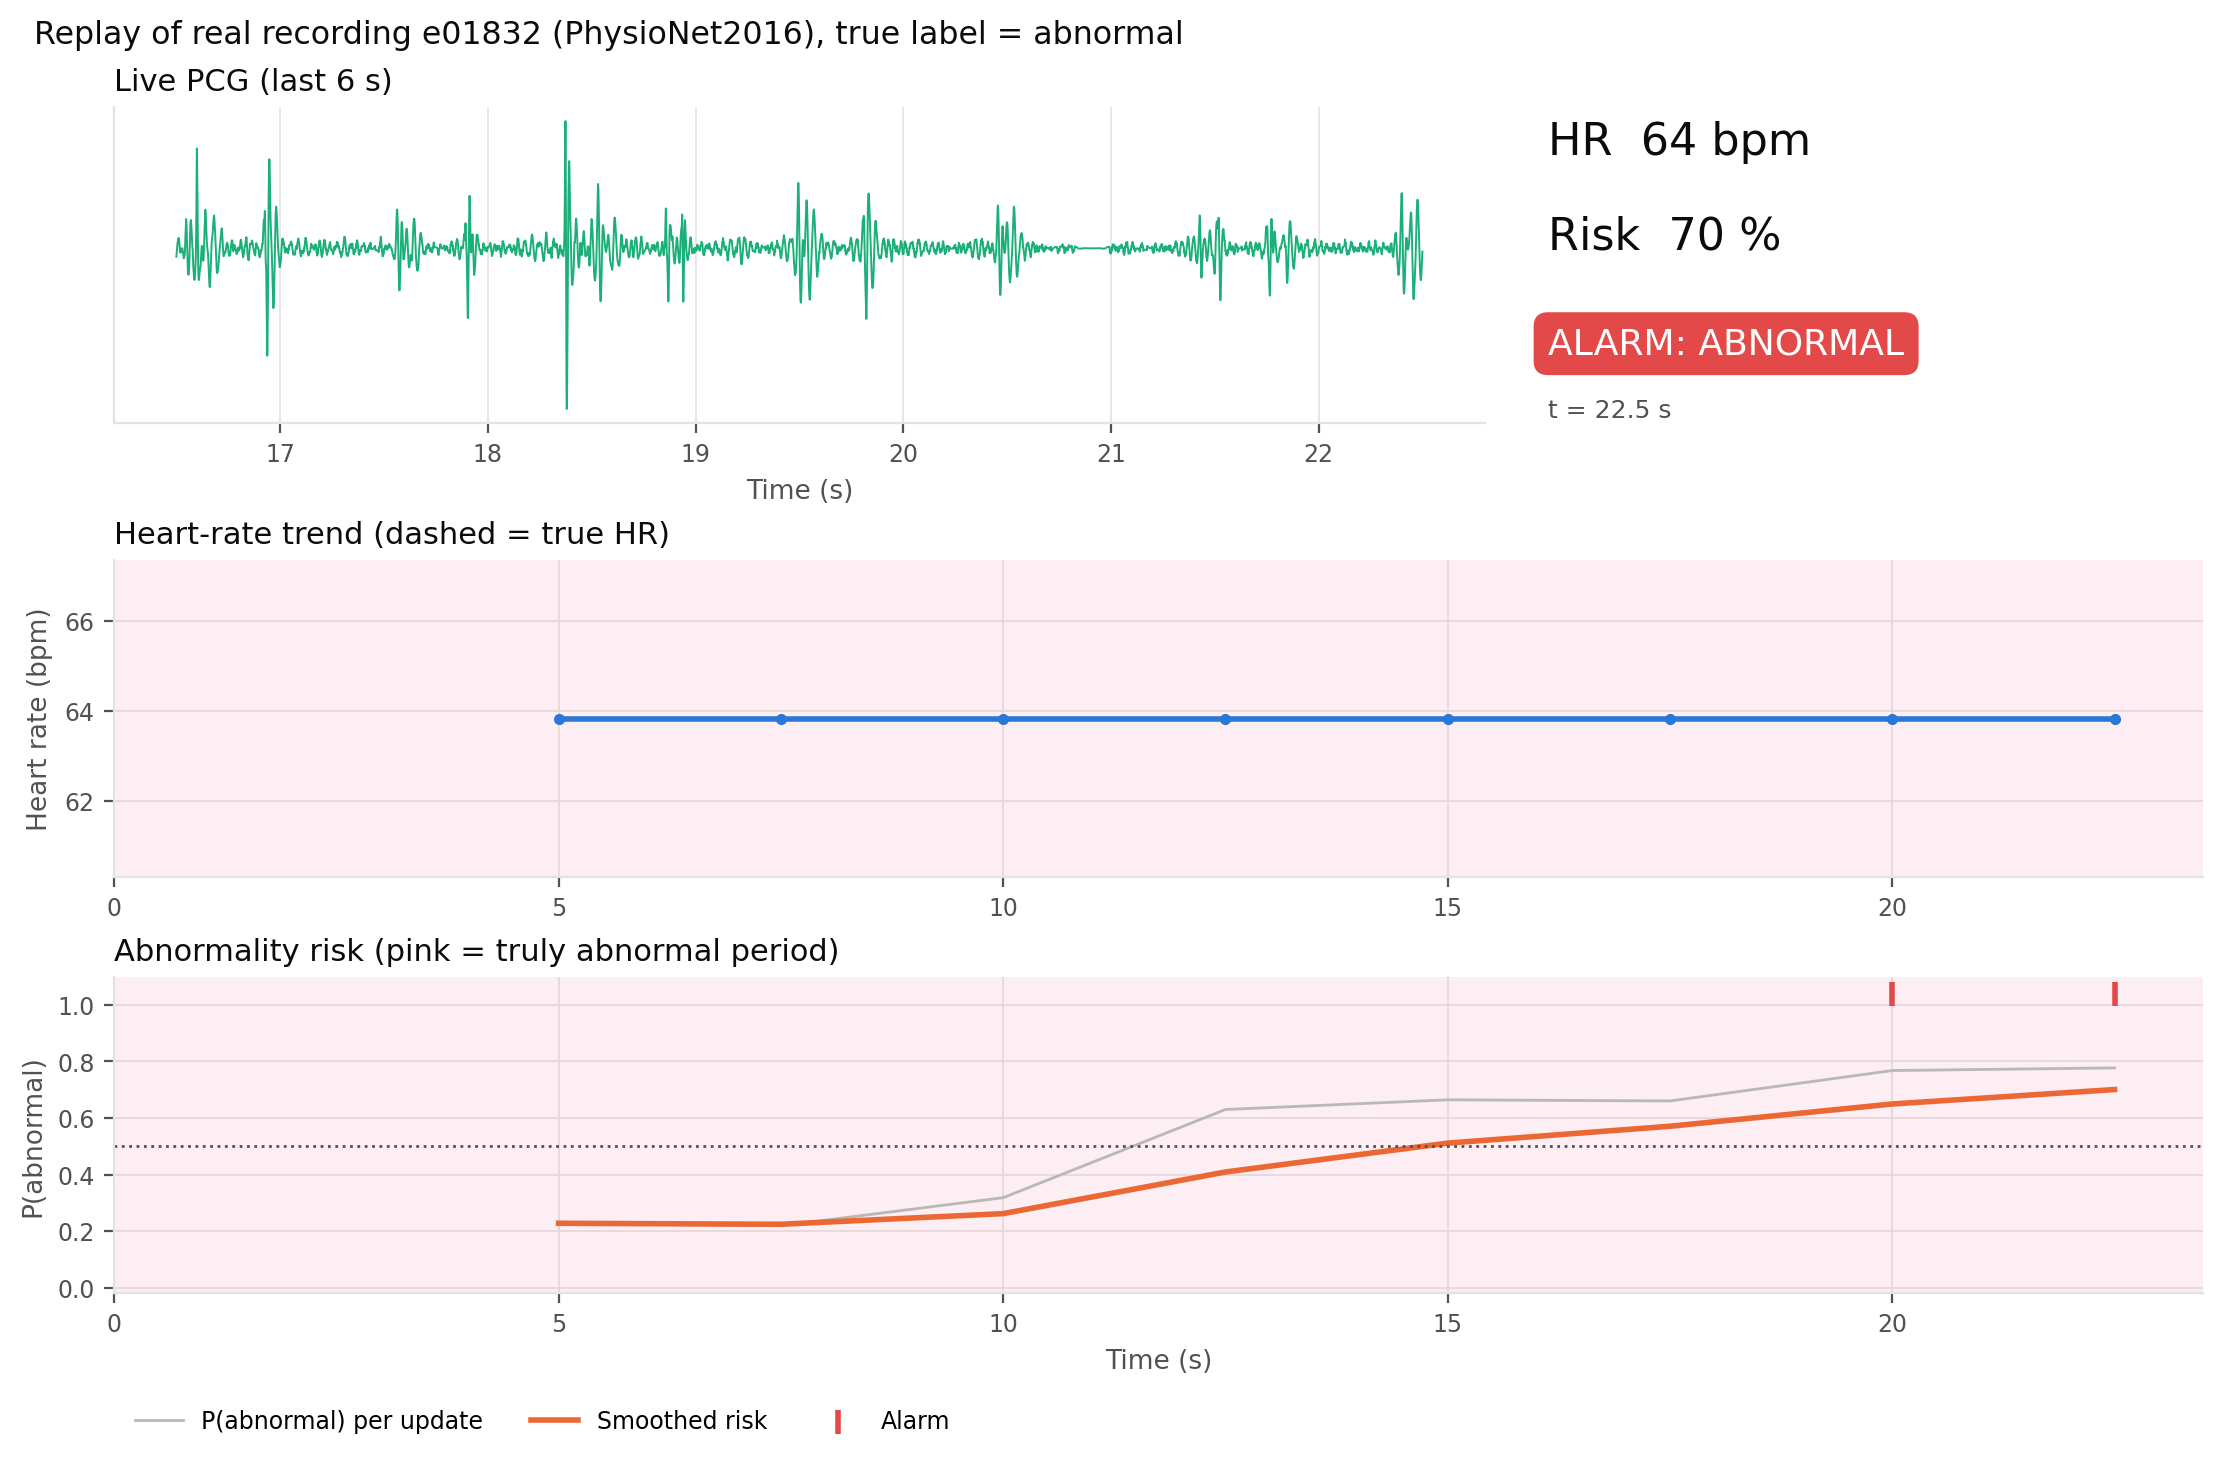 Replay of real recording e01832 (PhysioNet2016), true label = abnormal
Live PCG (last 6 s)
HR 64 bpm
Risk 70 %
ALARM: ABNORMAL
t = 22.5 s
17 18 19 20 21 22
Time (s)
Heart-rate trend (dashed = true HR)
Heart rate (bpm)
66
64
62
0 5 10 15 20
Abnormality risk (pink = truly abnormal period)
P(abnormal)
1.0
0.8
0.6
0.4
0.2
0.0
0 5 10 15 20
Time (s)
P(abnormal) per update Smoothed risk Alarm